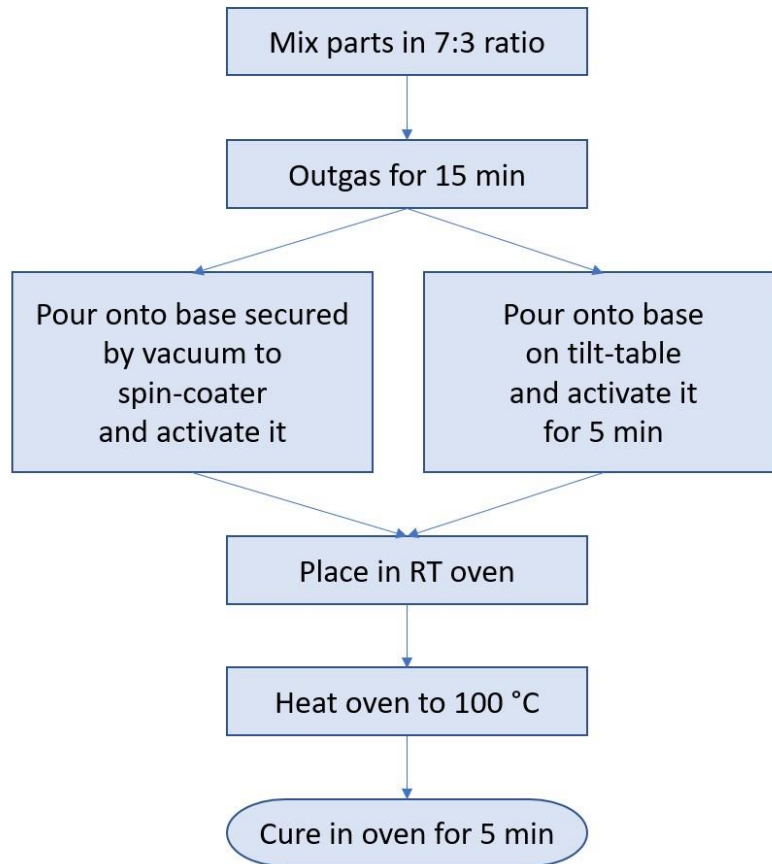 Mix parts in 7:3 ratio
Outgas for 15 min
Pour onto base secured
by vacuum to
spin-coater
and activate it
Pour onto base
on tilt-table
and activate it
for 5 min
Place in RT oven
Heat oven to 100 °C
Cure in oven for 5 min